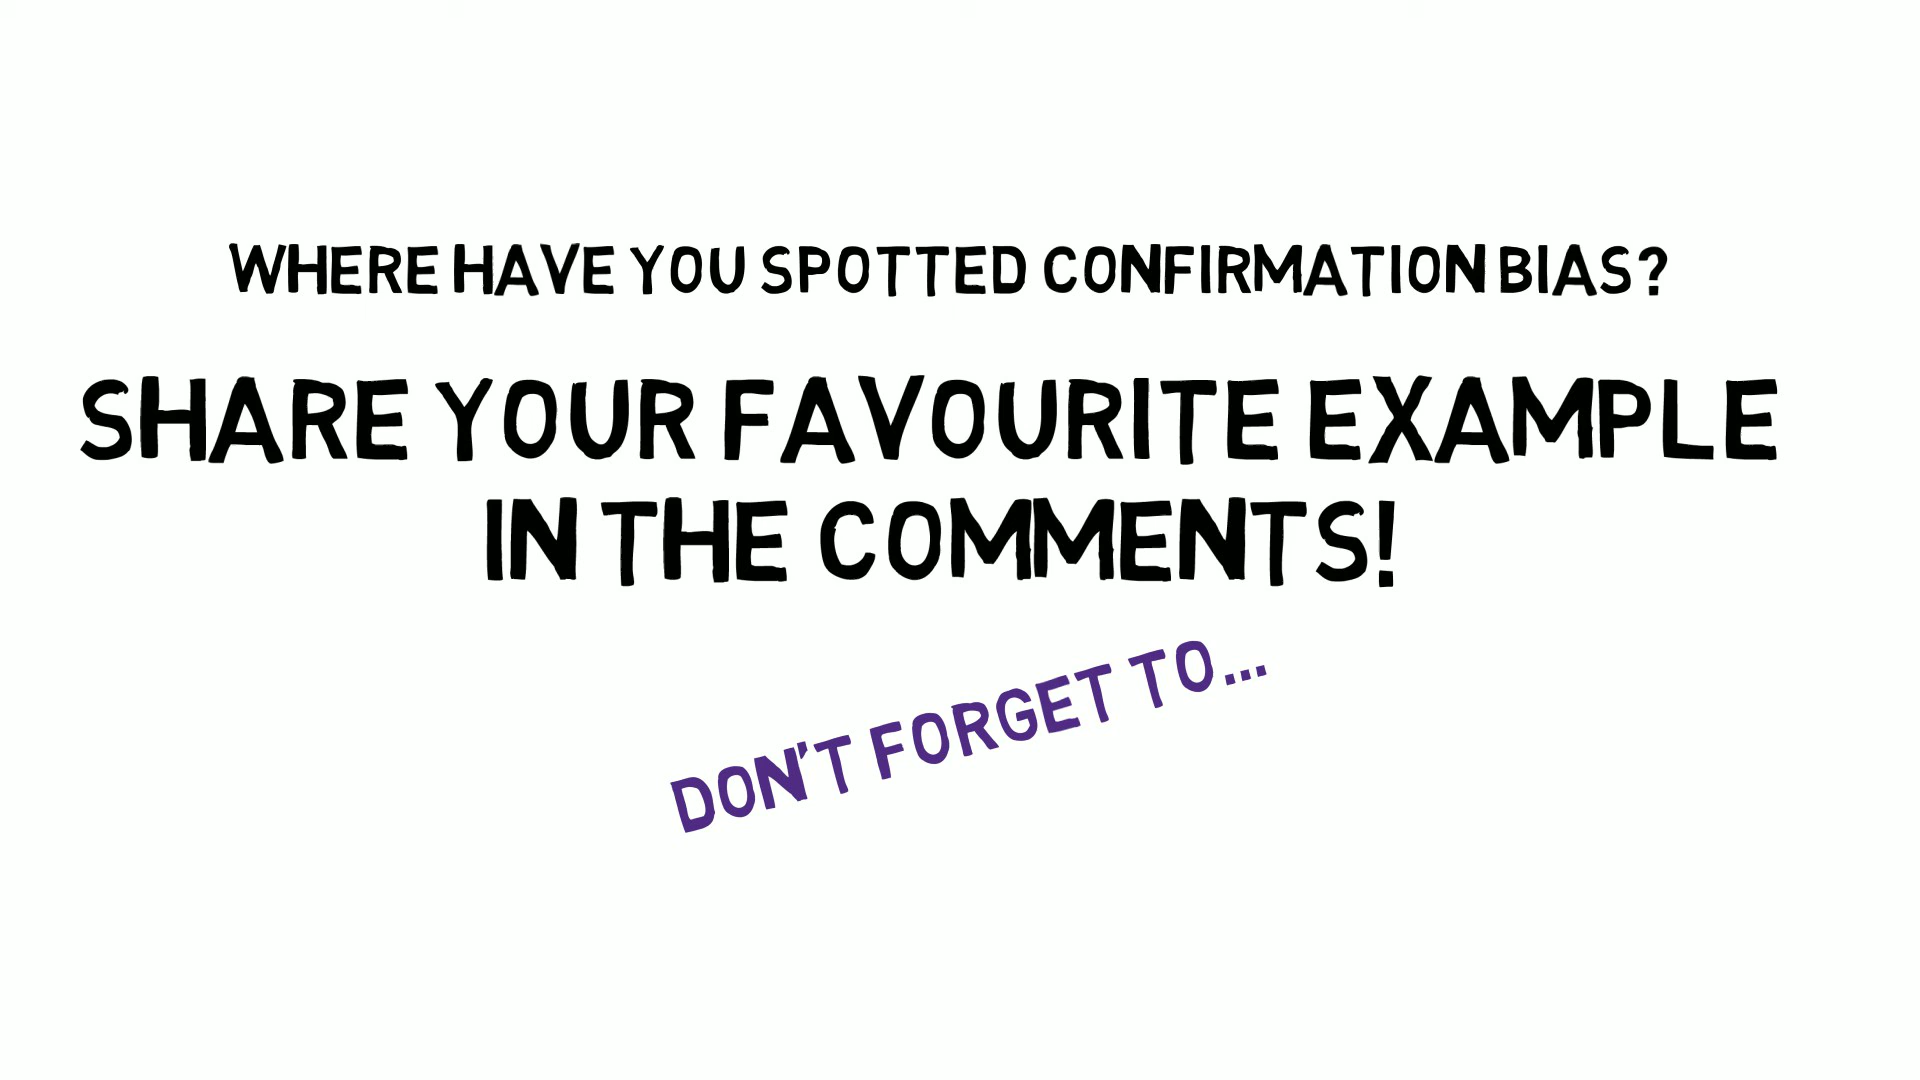 WHERE HAVE YOU SPOTTED CONFIRMATION BIAS?
SHARE YOUR FAVOURITE EXAMPLE
IN THE COMMENTS!
DON'T FORGET TO...